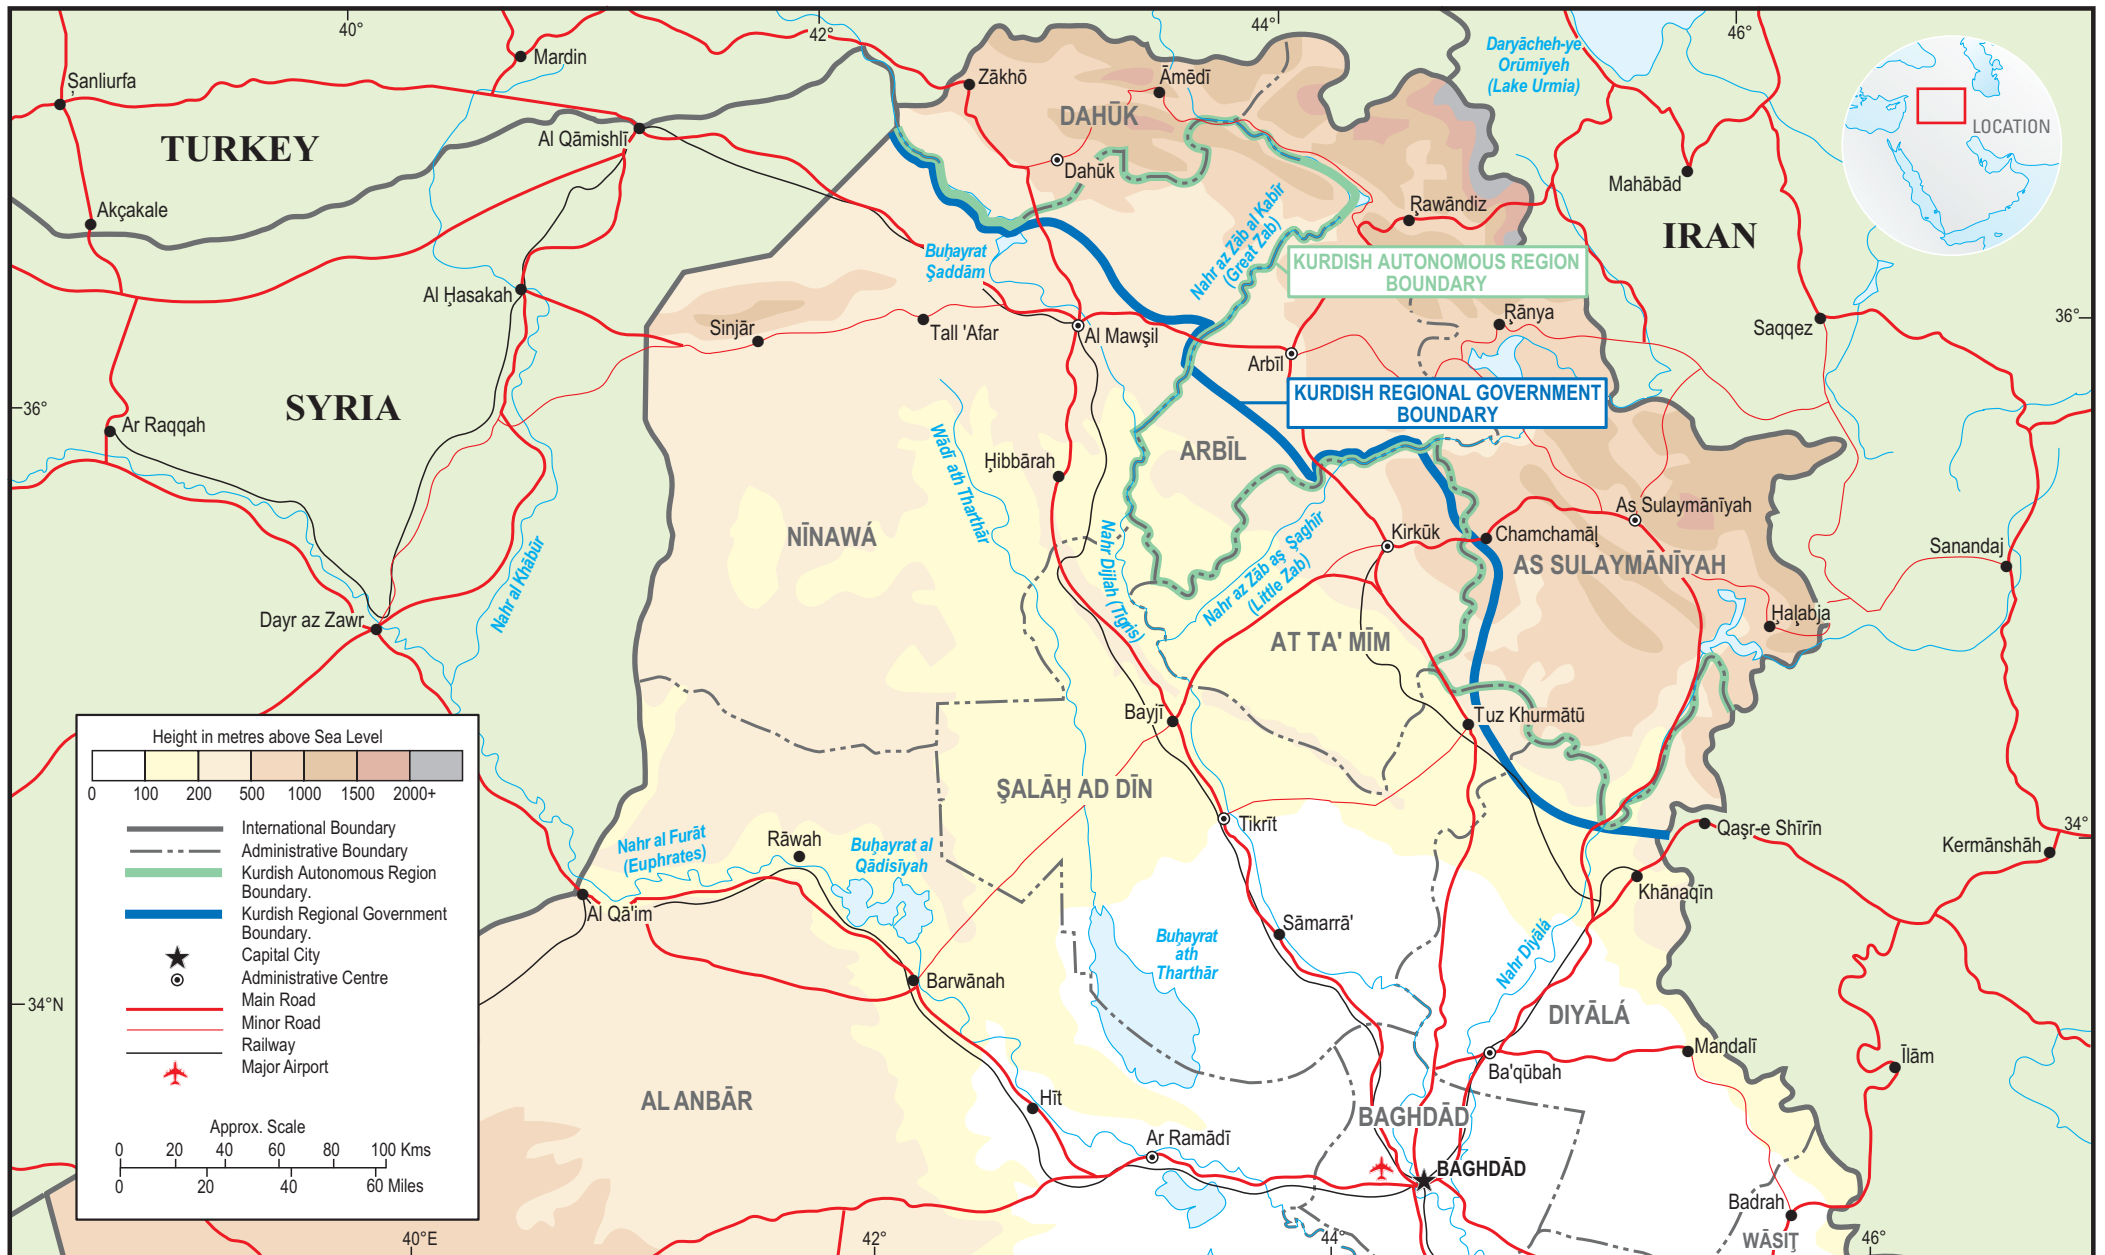 40°
42°
44°
46°
Mardin
Şanliurfa
TURKEY
Al Qāmishlī
Akçakale
Zākhō
Āmēdī
DAHŪK
Dahūk
Daryācheh-ye
Orūmīyeh
(Lake Urmia)
Mahābād
LOCATION
IRAN
Ŗawāndiz
Nahr az Zāb al Kabīr
(Great Zab)
KURDISH AUTONOMOUS REGION
BOUNDARY
Buḩayrat
Şaddām
Al Ḩasakah
Sinjār
Tall 'Afar
Al Mawşil
Arbīl
Ŗānya
Saqqez
36°
36°
SYRIA
Ar Raqqah
KURDISH REGIONAL GOVERNMENT
BOUNDARY
ARBĪL
Ḩibbārah
Wādī ath Tharthār
NĪNAWÁ
Nahr al Khābūr
Nahr Dijlah (Tigris)
Nahr az Zāb aş Şaghīr
(Little Zab)
Kirkūk
Chamchamāļ
As Sulaymānīyah
AS SULAYMĀNĪYAH
Sanandaj
Ḩaļabja
Dayr az Zawr
AT TA' MĪM
Bayjī
Tuz Khurmātū
ŞALĀḨ AD DĪN
Tikrīt
Qaşr-e Shīrīn
34°
Kermānshāh
Khānaqīn
Nahr al Furāt
(Euphrates)
Rāwah
Buḩayrat al
Qādisīyah
Al Qā'im
Sāmarrā'
Buḩayrat
ath
Tharthār
Nahr Diyālá
Barwānah
DIYĀLÁ
Mandalī
Īlām
Ba'qūbah
34°N
AL ANBĀR
Hīt
Ar Ramādī
BAGHDĀD
BAGHDĀD
Badrah
WĀSIŢ
40°E
42°
44°
46°
Height in metres above Sea Level
0 100 200 500 1000 1500 2000+
International Boundary
Administrative Boundary
Kurdish Autonomous Region
Boundary.
Kurdish Regional Government
Boundary.
Capital City
Administrative Centre
Main Road
Minor Road
Railway
Major Airport
Approx. Scale
0 20 40 60 80 100 Kms
0 20 40 60 Miles